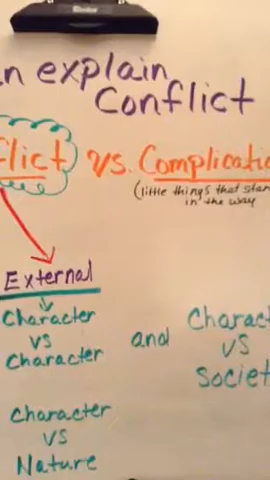 n explain
Conflict
flict vs. Complicatio
(little things that stan
in the way
External
Character
vs
Character
and
Charact
vs
Societ
Character
vs
Nature